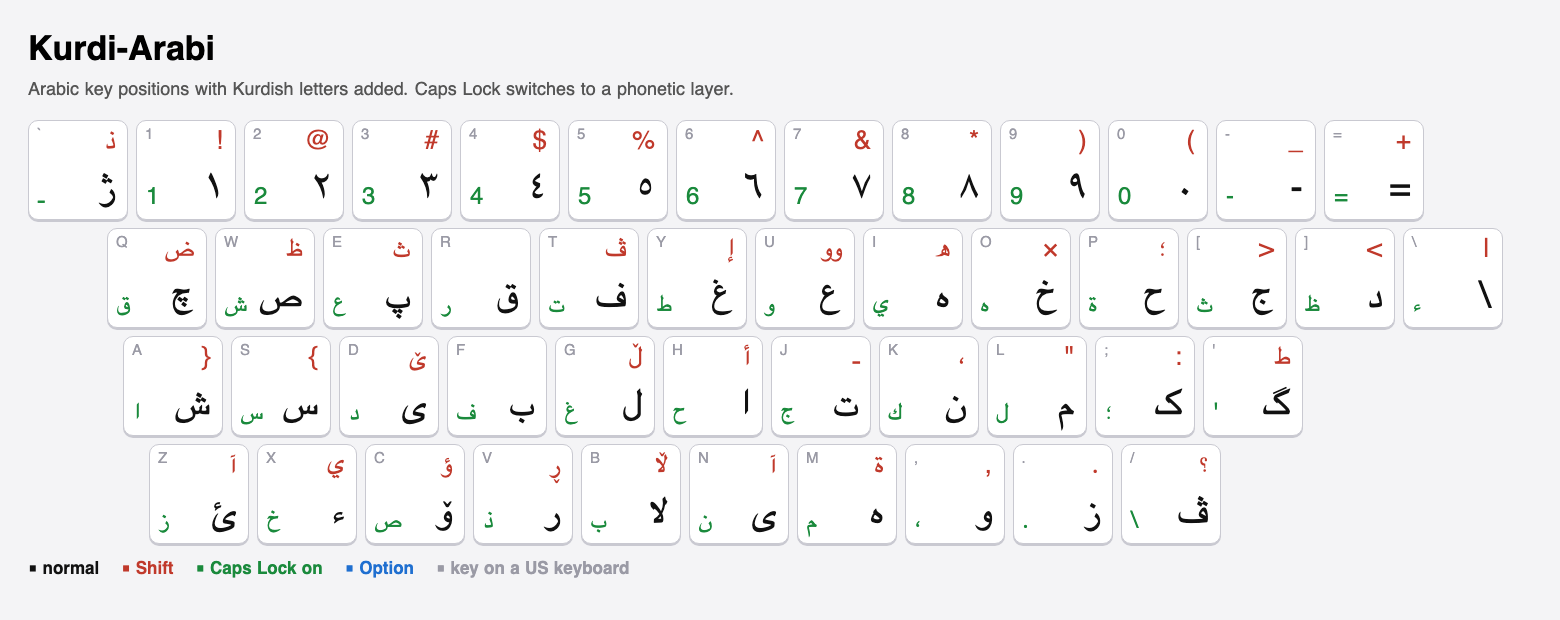 Kurdi-Arabi
Arabic key positions with Kurdish letters added. Caps Lock switches to a phonetic layer.
` ذ 1 ! 2 @ 3 # 4 $ 5 % 6 ^ 7 & 8 * 9 ) 0 ( - _ = +
- ژ 1 ١ 2 ٢ 3 ٣ 4 ٤ 5 ٥ 6 ٦ 7 ٧ 8 ٨ 9 ٩ 0 ٠ - - = =
Q ض W ظ E ث R T ڤ Y إ U وو I ھ O × P ؛ [ > ] < \ ا
ق چ ش ص ع پ ر ق ت ف ط غ و ع ي ه ه خ ة ح ث ج ظ د ء \
A } S { D ێ F G ڵ H أ J ـ K ، L " ; : ' ط
ا ش س س د ی ف ب غ ل ح ا ج ت ك ن ل م ؛ ک ' گ
Z آ X ي C ؤ V ڕ B ڵا N آ M ة , , . . / ؟
ز ئ خ ء ص ۆ ذ ر ب لا ن ی م ه ، و . ز \ ڤ
normal Shift Caps Lock on Option key on a US keyboard